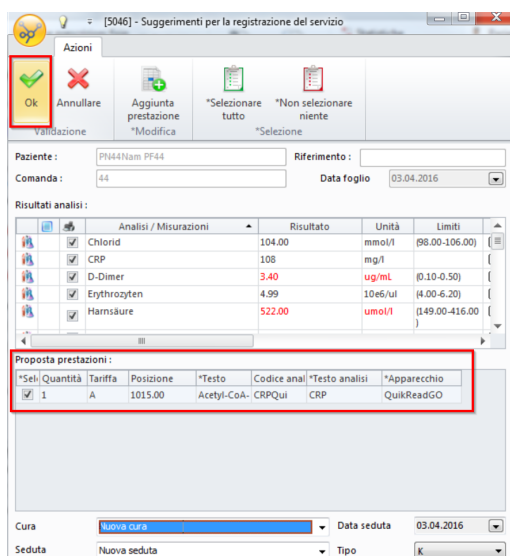 [5046] - Suggerimenti per la registrazione del servizio
Azioni
Ok
Annullare
Aggiunta prestazione
*Selezionare tutto
*Non selezionare niente
Validazione
*Modifica
*Selezione
Paziente :
PN44Nam PF44
Riferimento :
Comanda :
44
Data foglio
03.04.2016
Risultati analisi :
Analisi / Misurazioni Risultato Unità Limiti
Chlorid 104.00 mmol/l (98.00-106.00)
CRP 108 mg/l
D-Dimer 3.40 ug/mL (0.10-0.50)
Erythrozyten 4.99 10e6/ul (4.00-6.20)
Harnsäure 522.00 umol/l (149.00-416.00
)
Proposta prestazioni :
*Sel Quantità Tariffa Posizione *Testo Codice anal *Testo analisi *Apparecchio
1 A 1015.00 Acetyl-CoA- CRPQui CRP QuikReadGO
Cura Nuova cura Data seduta 03.04.2016
Seduta Nuova seduta Tipo K